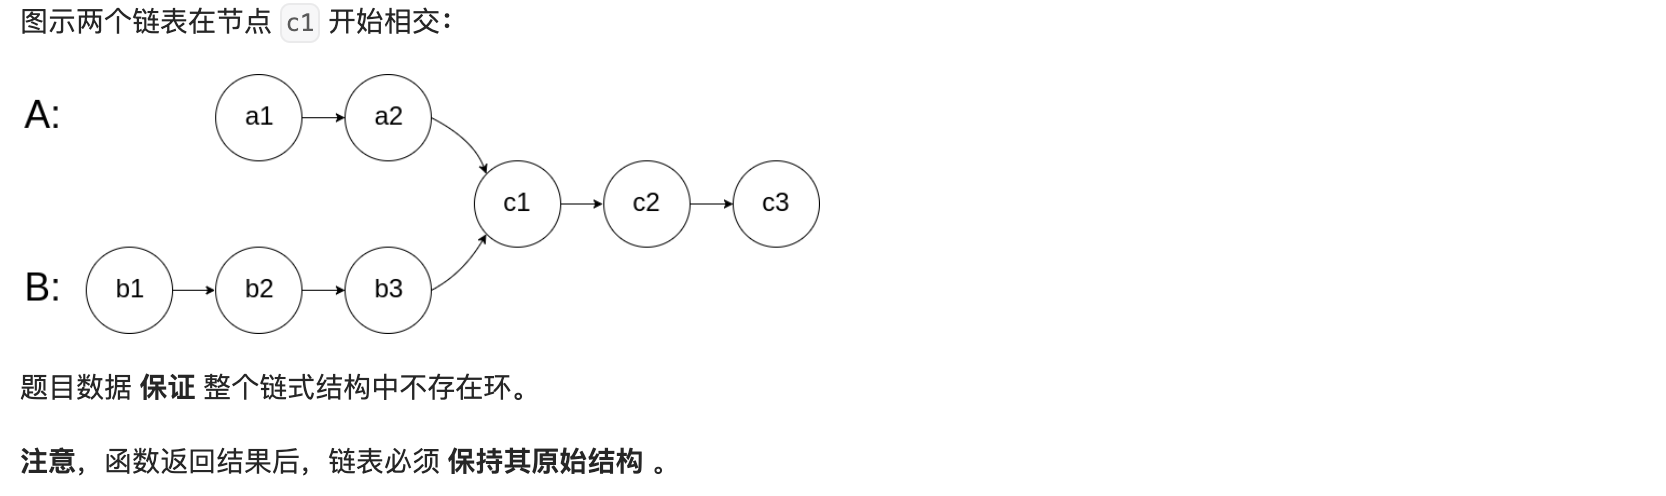 图示两个链表在节点 c1 开始相交：
A:
a1
a2
c1
c2
c3
B:
b1
b2
b3
题目数据 保证 整个链式结构中不存在环。
注意，函数返回结果后，链表必须 保持其原始结构 。